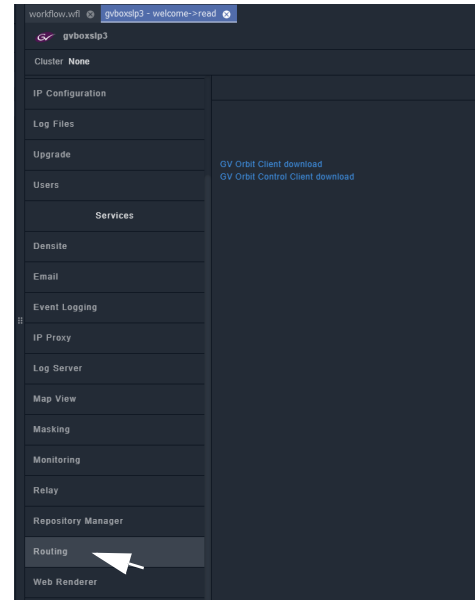 workflow.wfl
gvboxslp3 - welcome->read
gvboxslp3
Cluster None
IP Configuration
Log Files
Upgrade
Users
Services
Densite
Email
Event Logging
IP Proxy
Log Server
Map View
Masking
Monitoring
Relay
Repository Manager
Routing
Web Renderer
GV Orbit Client download
GV Orbit Control Client download